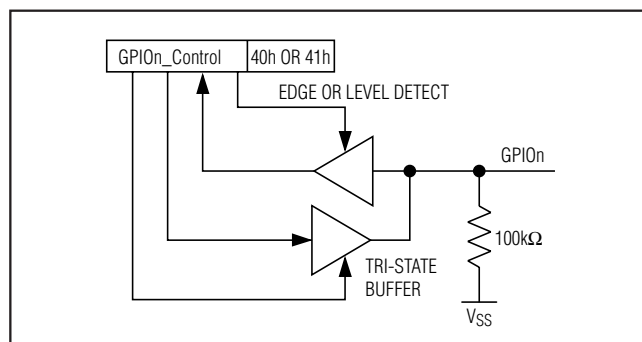 GPIOn_Control 40h OR 41h
EDGE OR LEVEL DETECT
GPIOn
100kΩ
TRI-STATE
BUFFER
VSS